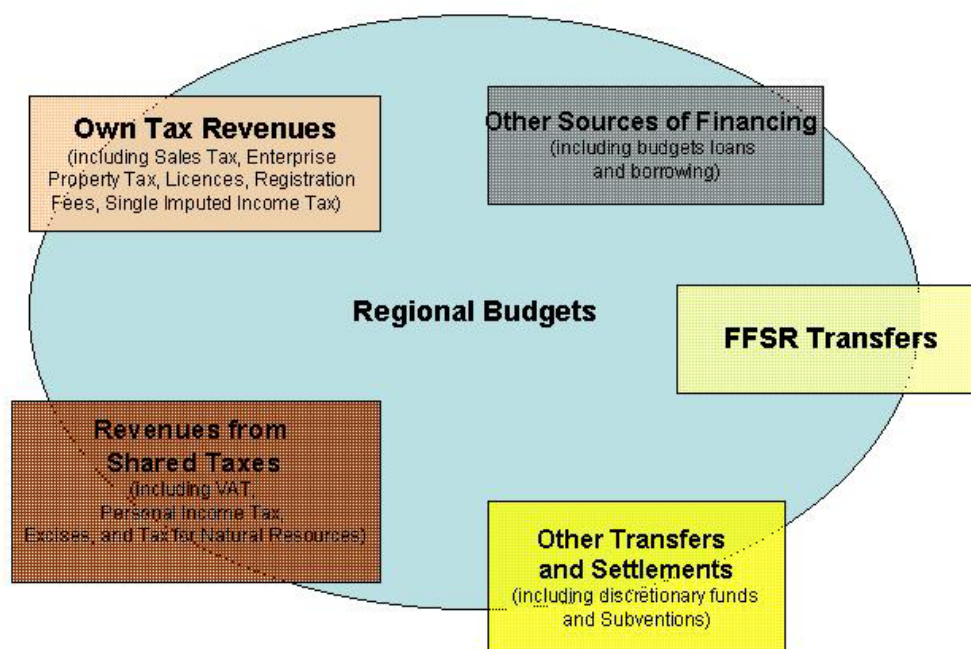 Own Tax Revenues
(including Sales Tax, Enterprise
Property Tax, Licences, Registration
Fees, Single Imputed Income Tax)
Other Sources of Financing
(including budgets loans
and borrowing)
Regional Budgets
FFSR Transfers
Revenues from
Shared Taxes
(including VAT,
Personal Income Tax,
Excises, and Tax for Natural Resources)
Other Transfers
and Settlements
(including discretionary funds
and Subventions)